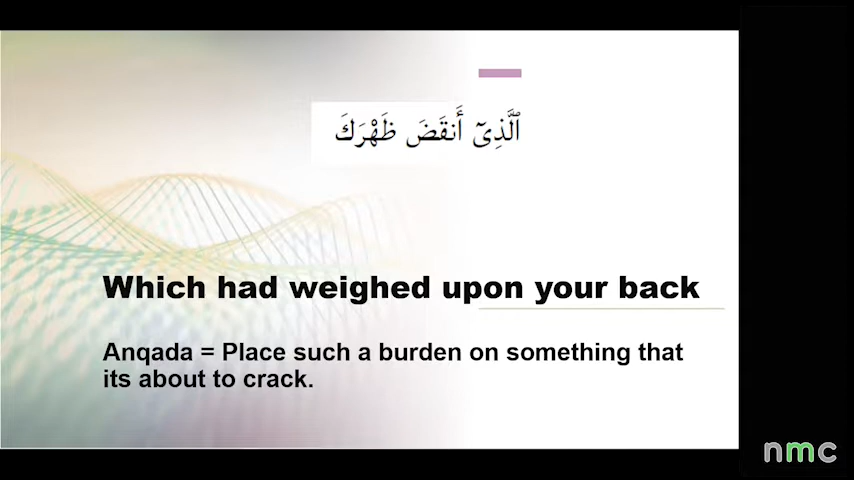 ٱلَّذِىٓ أَنقَضَ ظَهْرَكَ
Which had weighed upon your back
Anqada = Place such a burden on something that
its about to crack.
nmc